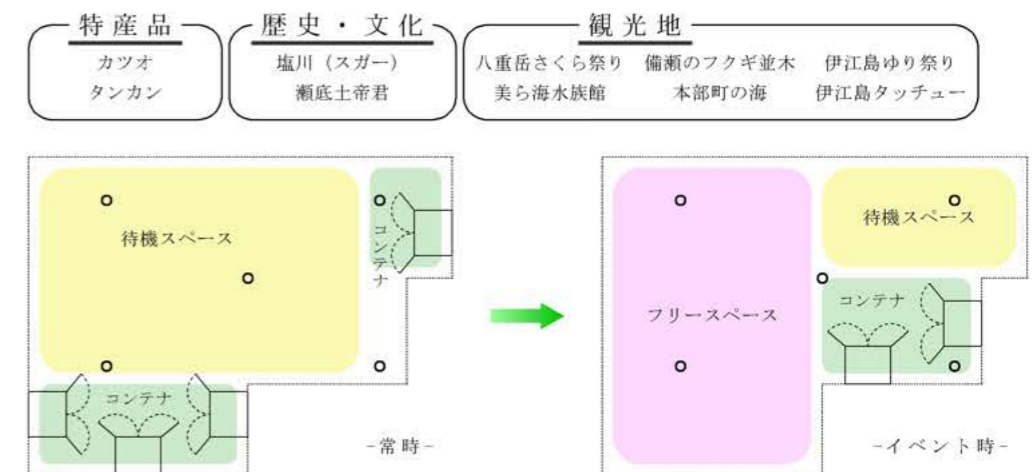 特産品
カツオ
タンカン
歴史・文化
塩川（スガー）
瀬底土帝君
観光地
八重岳さくら祭り 備瀬のフクギ並木 伊江島ゆり祭り
美ら海水族館 本部町の海 伊江島タッチュー
待機スペース
コンテナ
コンテナ
-常時-
待機スペース
コンテナ
フリースペース
-イベント時-